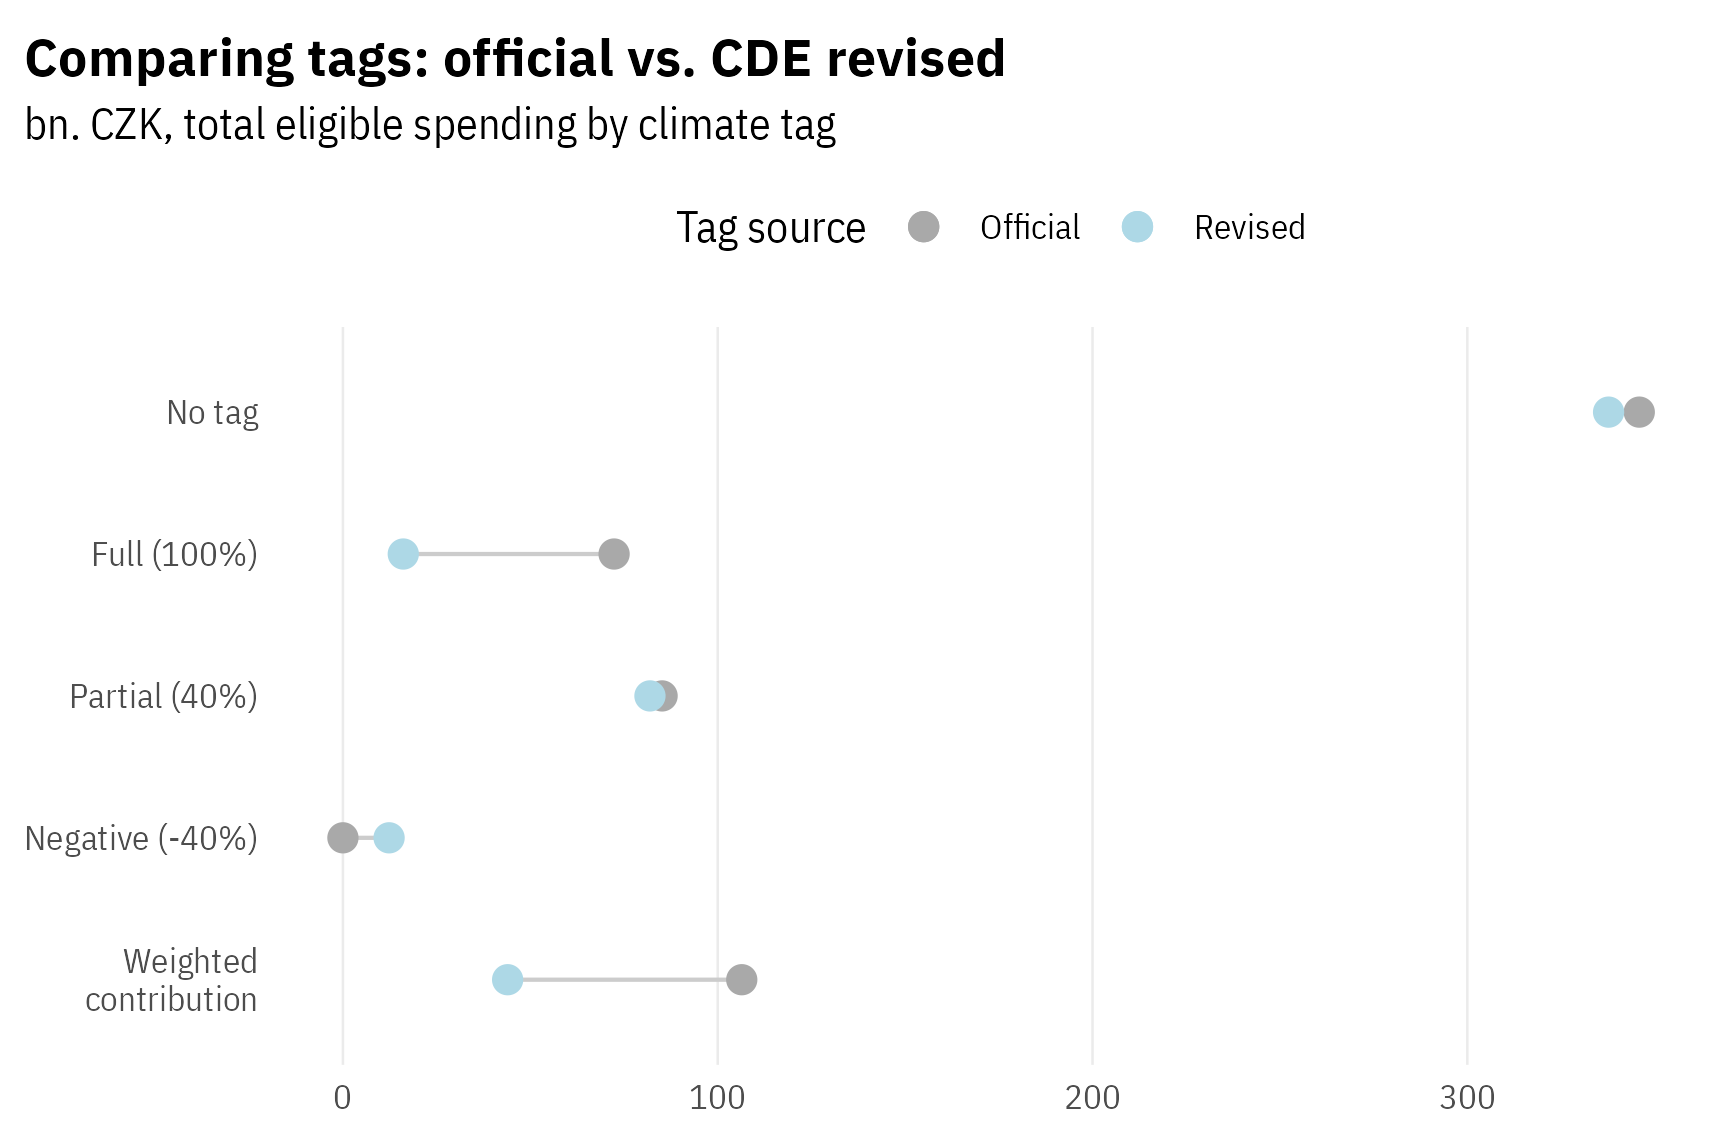 Comparing tags: official vs. CDE revised
bn. CZK, total eligible spending by climate tag
Tag source Official Revised
No tag
Full (100%)
Partial (40%)
Negative (-40%)
Weighted
contribution
0 100 200 300